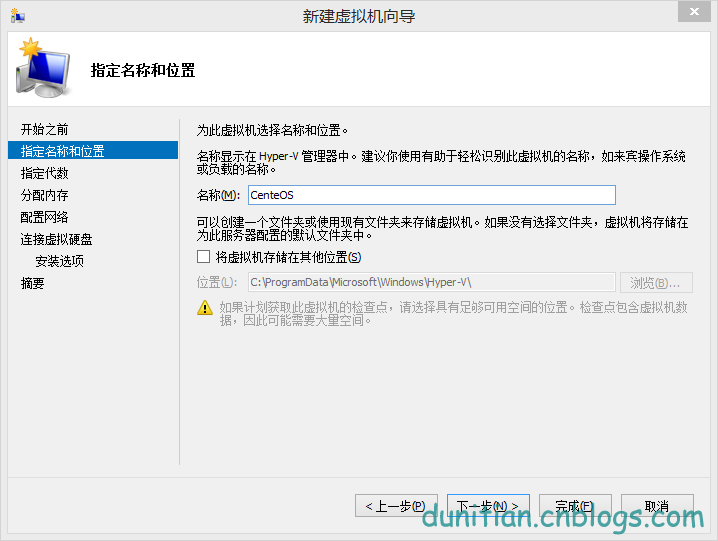 新建虚拟机向导
指定名称和位置
开始之前
指定名称和位置
指定代数
分配内存
配置网络
连接虚拟硬盘
安装选项
摘要
为此虚拟机选择名称和位置。
名称显示在 Hyper-V 管理器中。建议你使用有助于轻松识别此虚拟机的名称，如来宾操作系统
或负载的名称。
名称(M): CenteOS
可以创建一个文件夹或使用现有文件夹来存储虚拟机。如果没有选择文件夹，虚拟机将存储在
为此服务器配置的默认文件夹中。
将虚拟机存储在其他位置(S)
位置(L): C:\ProgramData\Microsoft\Windows\Hyper-V\ 浏览(B)...
如果计划获取此虚拟机的检查点，请选择具有足够可用空间的位置。检查点包含虚拟机数
据，因此可能需要大量空间。
< 上一步(P) 下一步(N) > 完成(F) 取消
dunitian.cnblogs.com